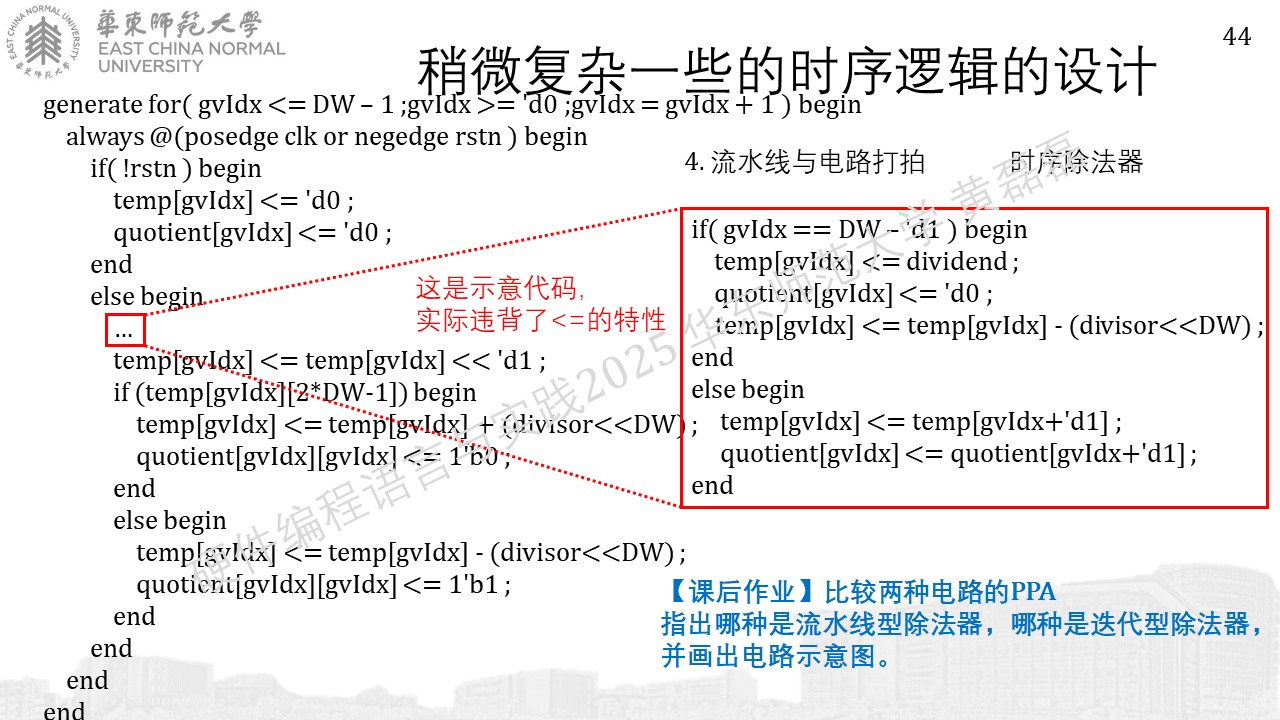 華東師範大學
EAST CHINA NORMAL
UNIVERSITY
EAST CHINA NORMAL UNIVERSITY
華東師範大學
44
稍微复杂一些的时序逻辑的设计
generate for( gvIdx <= DW – 1 ;gvIdx >= 'd0 ;gvIdx = gvIdx + 1 ) begin
always @(posedge clk or negedge rstn ) begin
if( !rstn ) begin
temp[gvIdx] <= 'd0 ;
quotient[gvIdx] <= 'd0 ;
end
else begin
...
temp[gvIdx] <= temp[gvIdx] << 'd1 ;
if (temp[gvIdx][2*DW-1]) begin
temp[gvIdx] <= temp[gvIdx] + (divisor<<DW) ;
quotient[gvIdx][gvIdx] <= 1'b0 ;
end
else begin
temp[gvIdx] <= temp[gvIdx] - (divisor<<DW) ;
quotient[gvIdx][gvIdx] <= 1'b1 ;
end
end
end
end
4. 流水线与电路打拍 时序除法器
这是示意代码,
实际违背了<=的特性
if( gvIdx == DW – 'd1 ) begin
temp[gvIdx] <= dividend ;
quotient[gvIdx] <= 'd0 ;
temp[gvIdx] <= temp[gvIdx] - (divisor<<DW) ;
end
else begin
temp[gvIdx] <= temp[gvIdx+'d1] ;
quotient[gvIdx] <= quotient[gvIdx+'d1] ;
end
【课后作业】比较两种电路的PPA
指出哪种是流水线型除法器，哪种是迭代型除法器，
并画出电路示意图。
硬件编程语言与实践2025 华东师范大学 黄磊磊